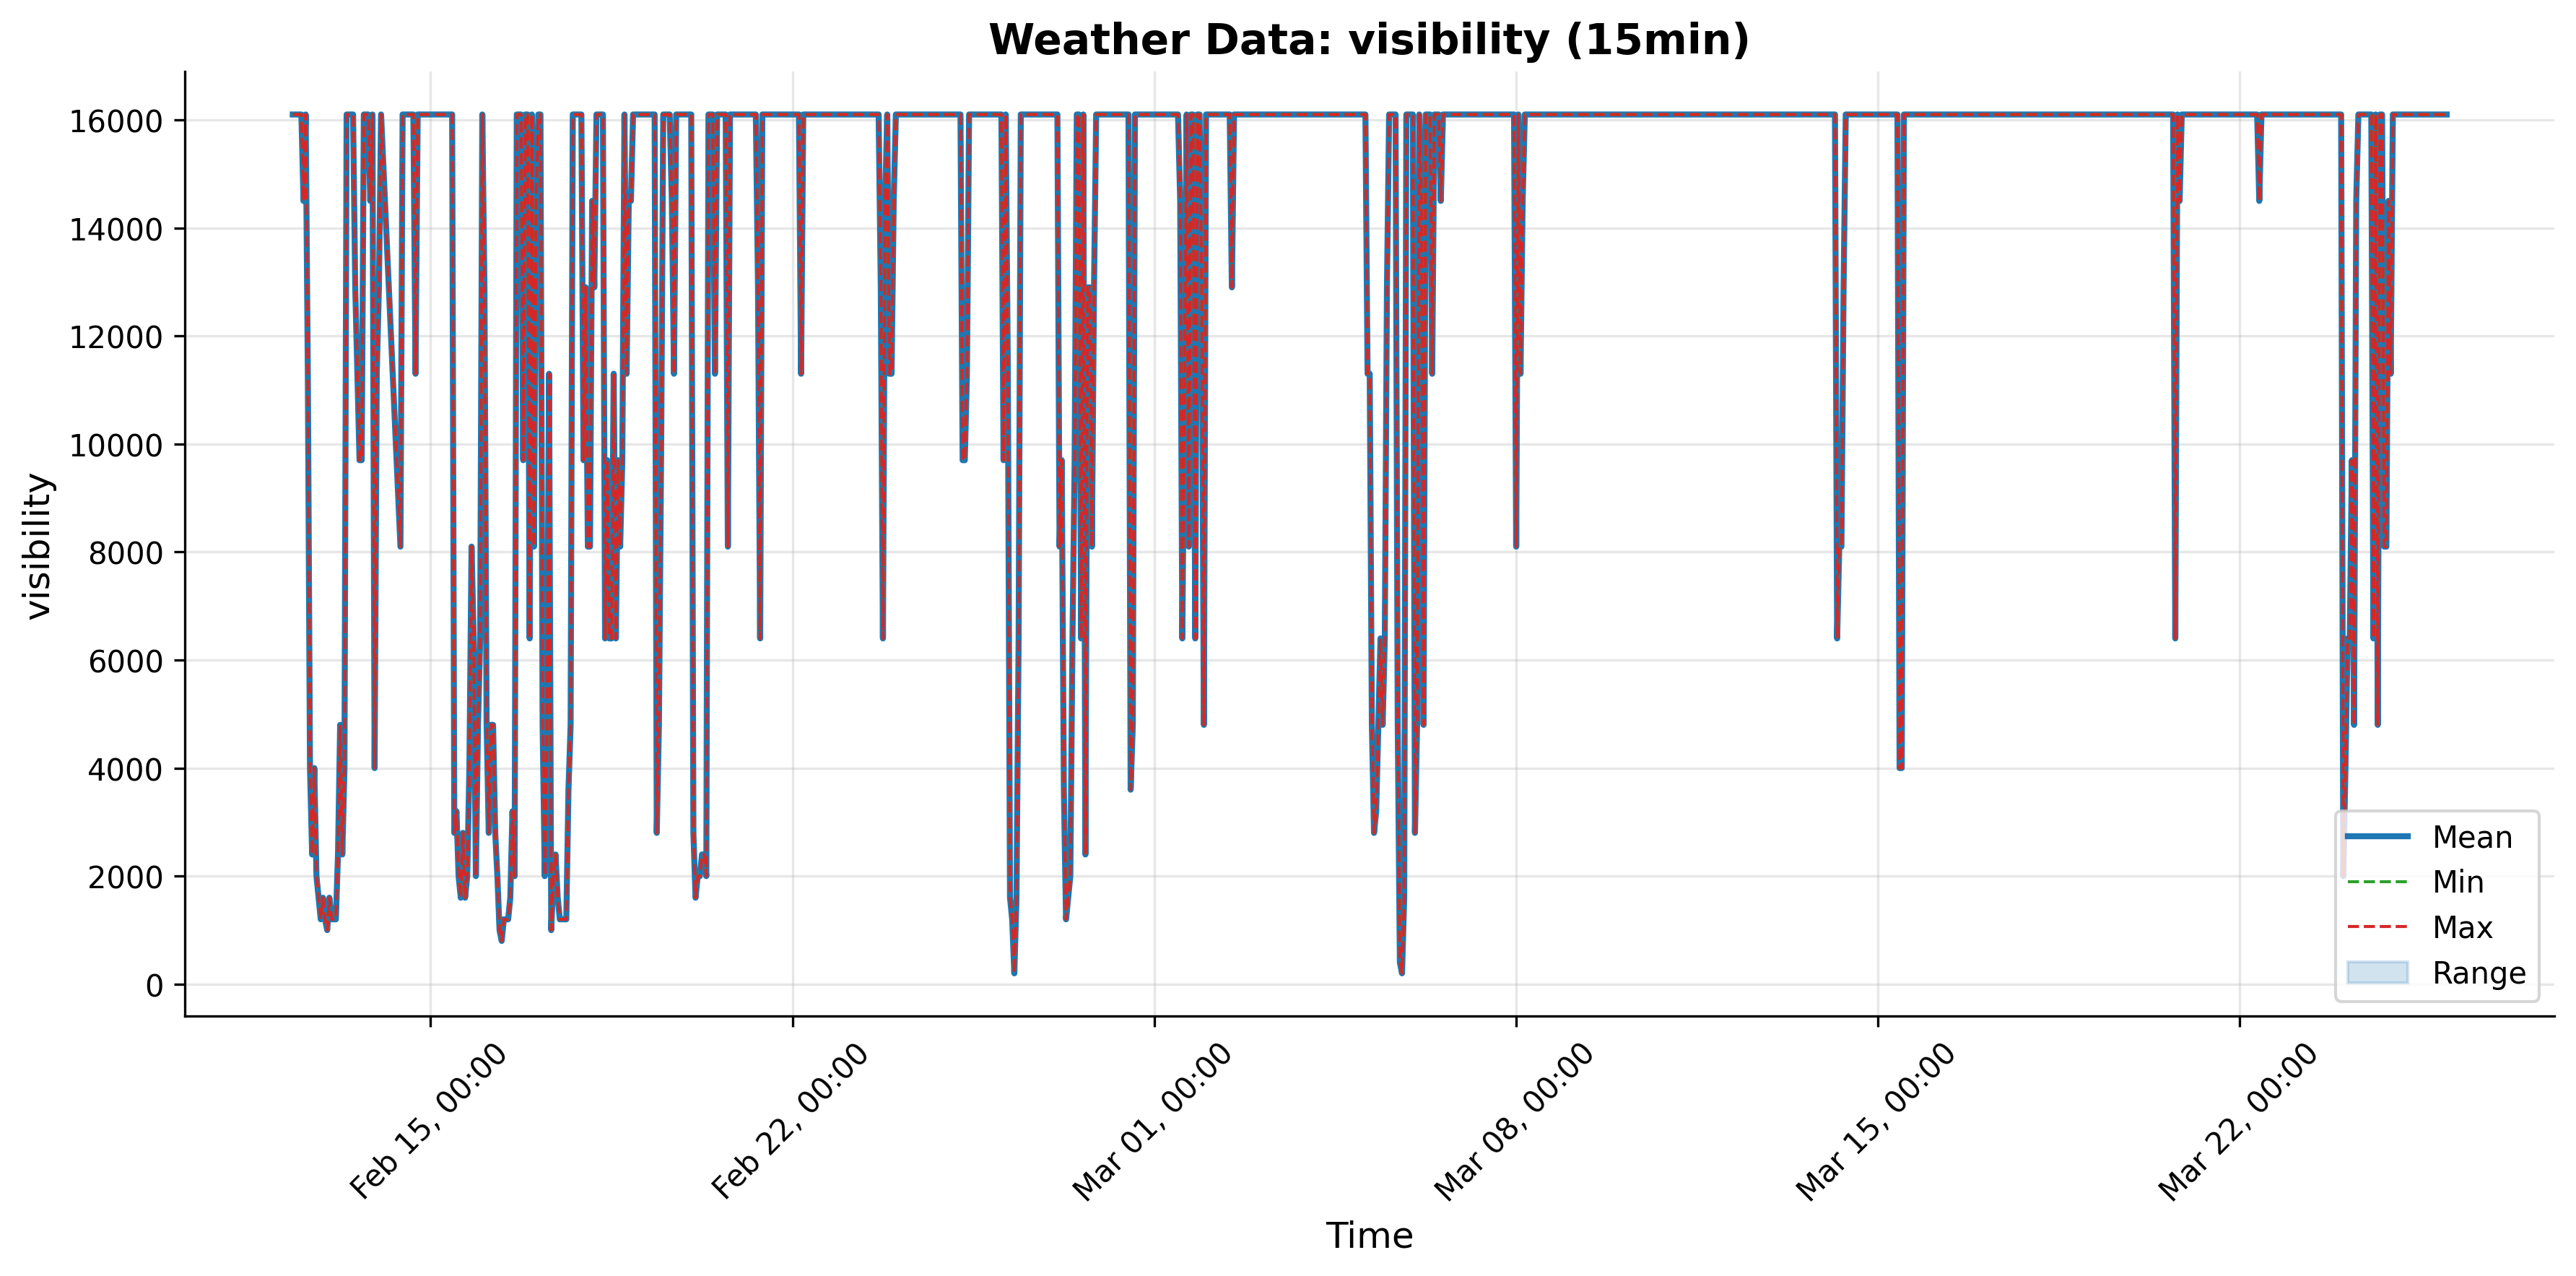 Weather Data: visibility (15min)
16000
14000
12000
10000
8000
6000
4000
2000
0
visibility
Mean
Min
Max
Range
Feb 15, 00:00
Feb 22, 00:00
Mar 01, 00:00
Mar 08, 00:00
Mar 15, 00:00
Mar 22, 00:00
Time